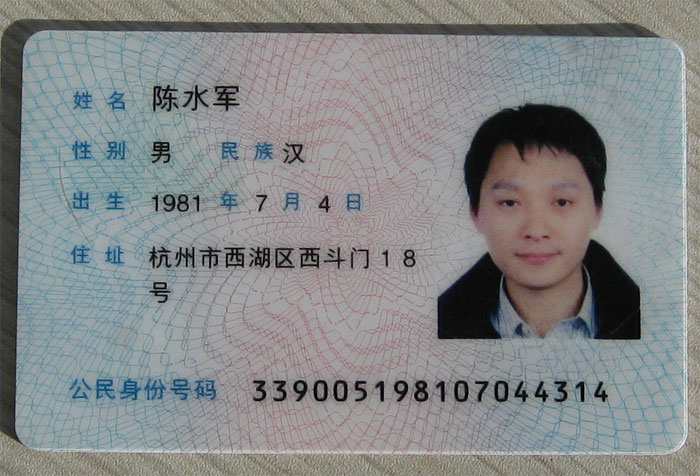 姓名 陈水军
性别 男 民族 汉
出生 1981 年 7 月 4 日
住址 杭州市西湖区西斗门18
号
公民身份号码 339005198107044314